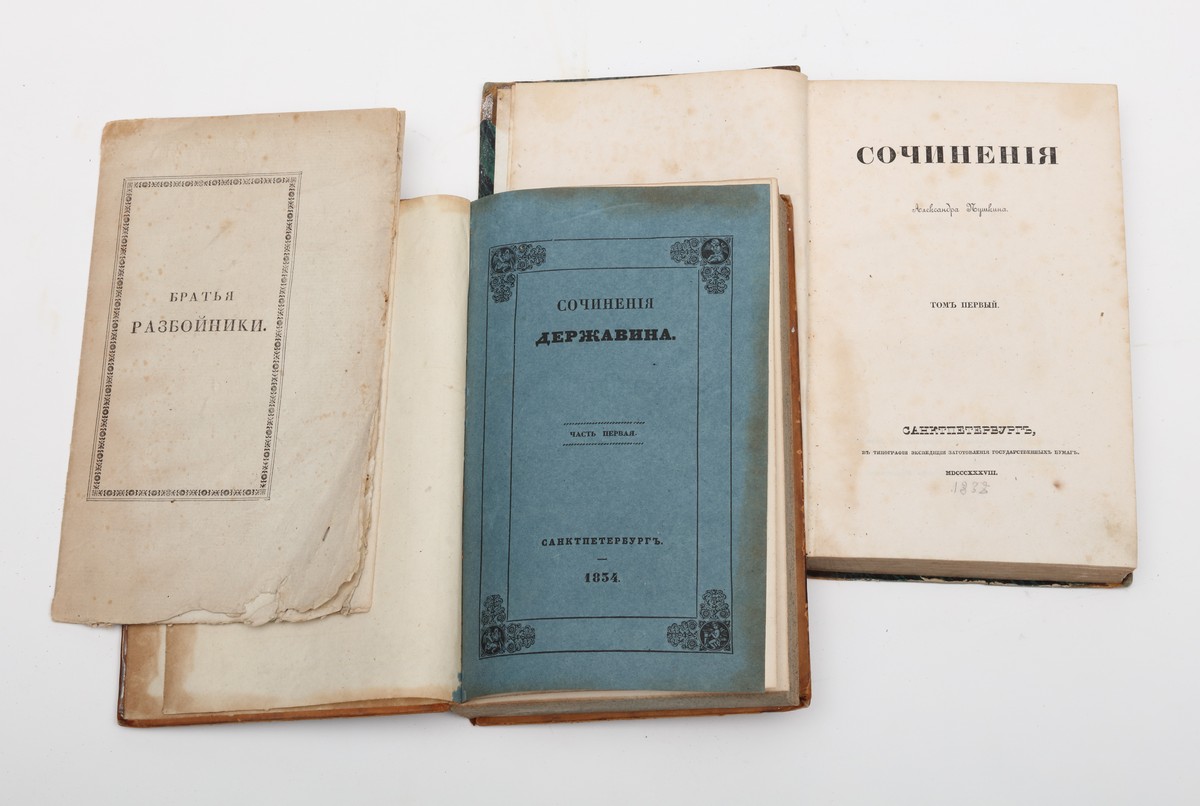 БРАТЬЯ
РАЗБОЙНИКИ.
СОЧИНЕНІЯ
ДЕРЖАВИНА.
ЧАСТЬ ПЕРВАЯ.
САНКТПЕТЕРБУРГЪ.
1834.
СОЧИНЕНІЯ
Александра Пушкина.
ТОМЪ ПЕРВЫЙ.
САНКТПЕТЕРБУРГЪ,
ВЪ ТИПОГРАФІИ ЭКСПЕДИЦІИ ЗАГОТОВЛЕНІЯ ГОСУДАРСТВЕННЫХЪ БУМАГЪ.
MDCCCXXXVIII.
1838